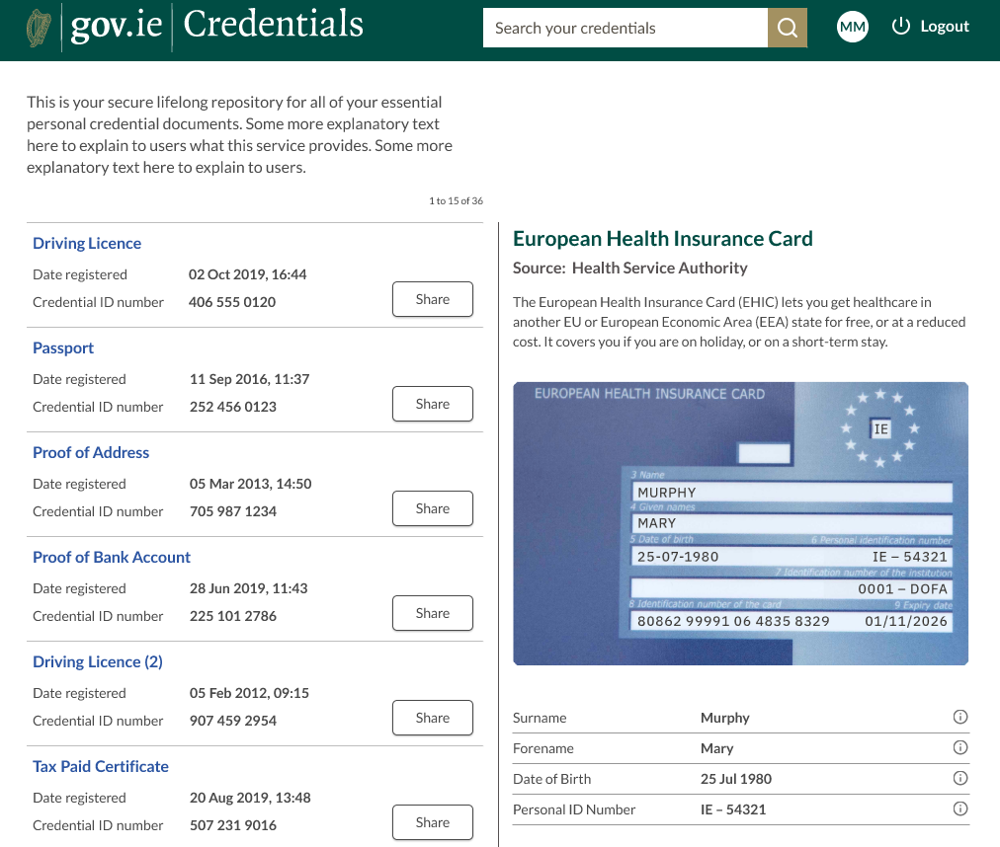 gov.ie Credentials
Search your credentials
MM
Logout
This is your secure lifelong repository for all of your essential
personal credential documents. Some more explanatory text
here to explain to users what this service provides. Some more
explanatory text here to explain to users.
1 to 15 of 36
Driving Licence
Date registered 02 Oct 2019, 16:44
Credential ID number 406 555 0120
Share
Passport
Date registered 11 Sep 2016, 11:37
Credential ID number 252 456 0123
Share
Proof of Address
Date registered 05 Mar 2013, 14:50
Credential ID number 705 987 1234
Share
Proof of Bank Account
Date registered 28 Jun 2019, 11:43
Credential ID number 225 101 2786
Share
Driving Licence (2)
Date registered 05 Feb 2012, 09:15
Credential ID number 907 459 2954
Share
Tax Paid Certificate
Date registered 20 Aug 2019, 13:48
Credential ID number 507 231 9016
Share
European Health Insurance Card
Source: Health Service Authority
The European Health Insurance Card (EHIC) lets you get healthcare in
another EU or European Economic Area (EEA) state for free, or at a reduced
cost. It covers you if you are on holiday, or on a short-term stay.
EUROPEAN HEALTH INSURANCE CARD
IE
3 Name
MURPHY
4 Given names
MARY
5 Date of birth 6 Personal identification number
25-07-1980 IE – 54321
7 Identification number of the institution
0001 – DOFA
8 Identification number of the card 9 Expiry date
80862 99991 06 4835 8329 01/11/2026
Surname Murphy
Forename Mary
Date of Birth 25 Jul 1980
Personal ID Number IE – 54321